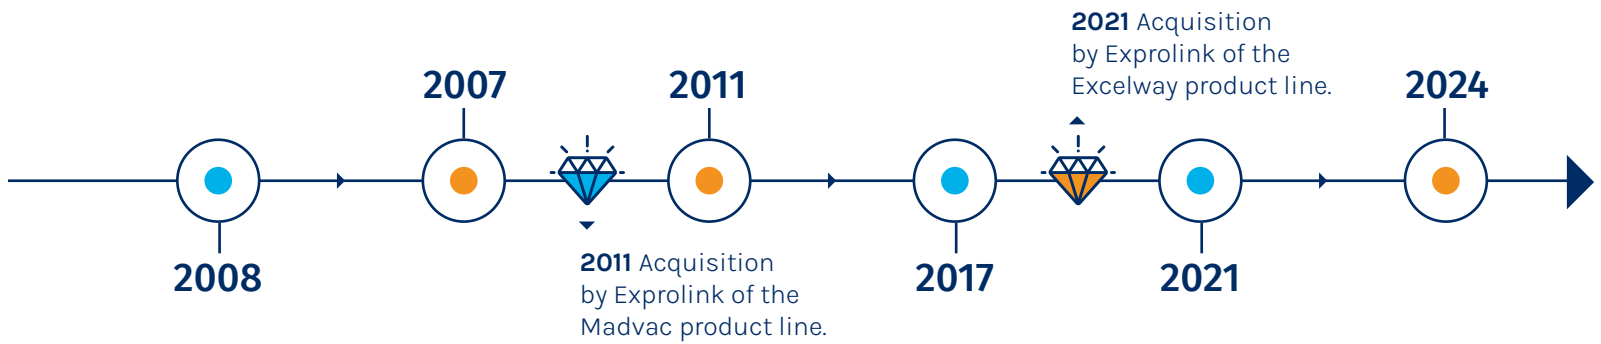 2008
2007
2011 Acquisition
by Exprolink of the
Madvac product line.
2011
2017
2021 Acquisition
by Exprolink of the
Excelway product line.
2021
2024